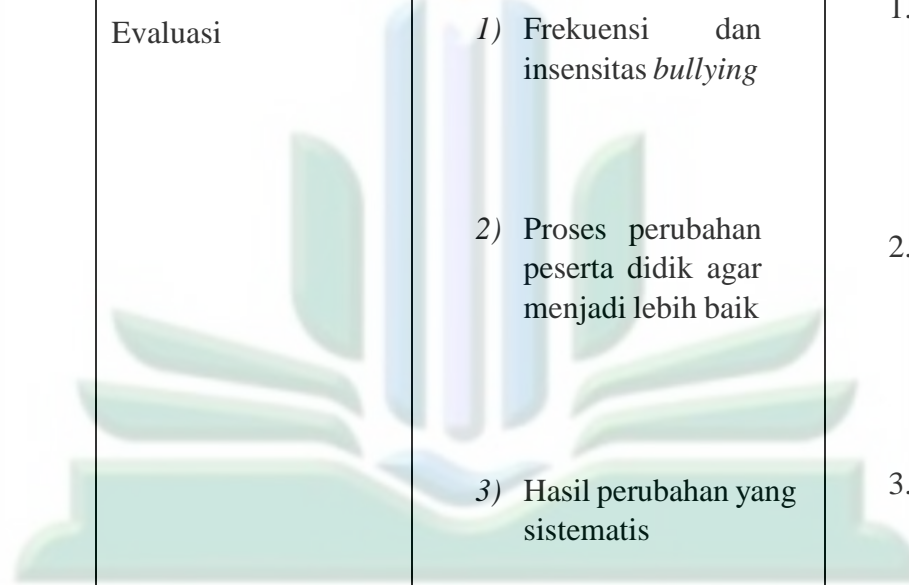 Evaluasi
1) Frekuensi dan
insensitas bullying
1.
2) Proses perubahan
peserta didik agar
menjadi lebih baik
2.
3) Hasil perubahan yang
sistematis
3.